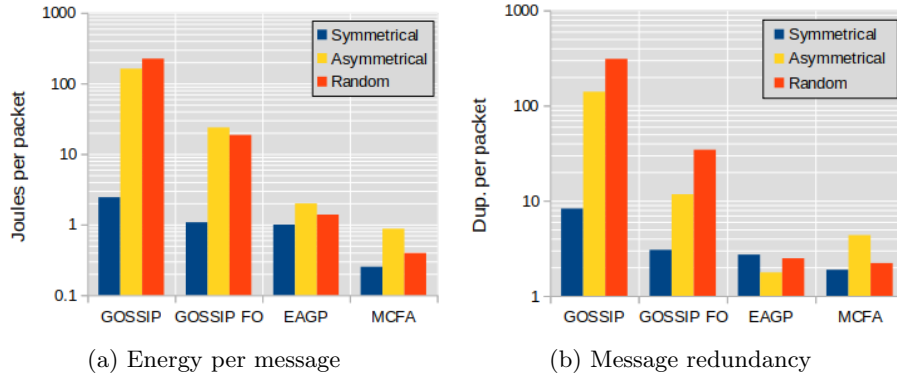 1000
100
10
1
0.1
Joules per packet
Symmetrical
Asymmetrical
Random
GOSSIP
GOSSIP FO
EAGP
MCFA
(a) Energy per message
1000
100
10
1
Dup. per packet
Symmetrical
Asymmetrical
Random
GOSSIP
GOSSIP FO
EAGP
MCFA
(b) Message redundancy